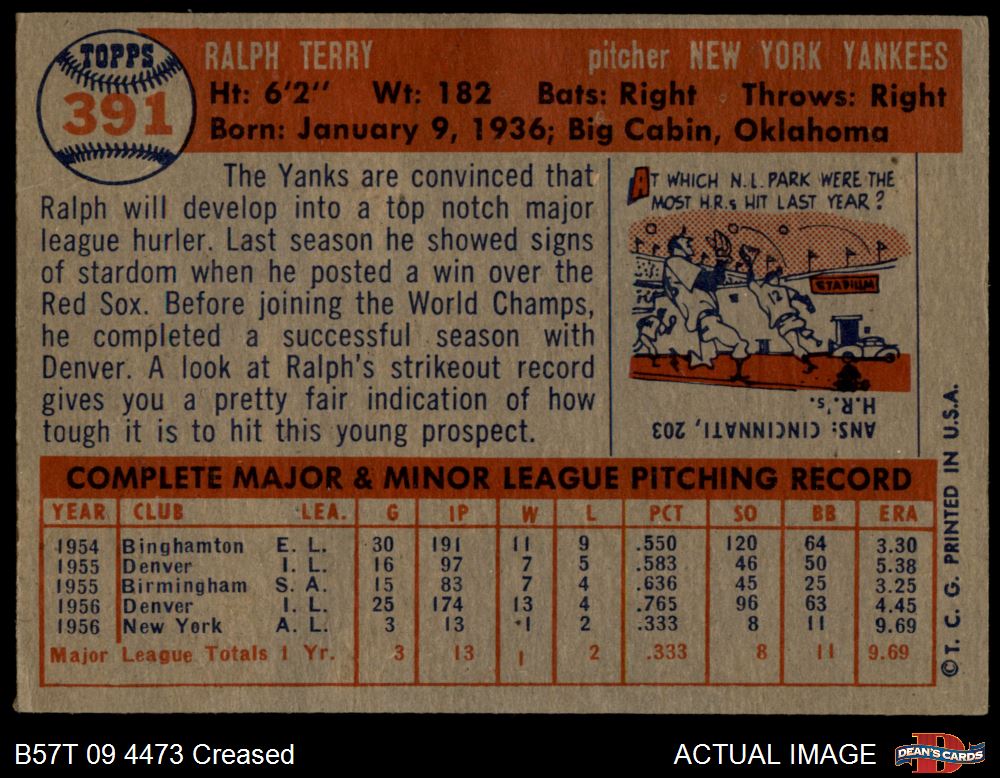 TOPPS
391
RALPH TERRY pitcher NEW YORK YANKEES
Ht: 6'2" Wt: 182 Bats: Right Throws: Right
Born: January 9, 1936; Big Cabin, Oklahoma
The Yanks are convinced that
Ralph will develop into a top notch major
league hurler. Last season he showed signs
of stardom when he posted a win over the
Red Sox. Before joining the World Champs,
he completed a successful season with
Denver. A look at Ralph's strikeout record
gives you a pretty fair indication of how
tough it is to hit this young prospect.
AT WHICH N.L. PARK WERE THE
MOST H.R.s HIT LAST YEAR?
STADIUM
12
ANS: CINCINNATI, 203
H.R.'s.
COMPLETE MAJOR & MINOR LEAGUE PITCHING RECORD
YEAR CLUB LEA. G IP W L PCT SO BB ERA
1954 Binghamton E. L. 30 191 11 9 .550 120 64 3.30
1955 Denver I. L. 16 97 7 5 .583 46 50 5.38
1955 Birmingham S. A. 15 83 7 4 .636 45 25 3.25
1956 Denver I. L. 25 174 13 4 .765 96 63 4.45
1956 New York A. L. 3 13 1 2 .333 8 11 9.69
Major League Totals 1 Yr. 3 13 1 2 .333 8 11 9.69
© T. C. G. PRINTED IN U.S.A.
B57T 09 4473 Creased
ACTUAL IMAGE
DEAN'S CARDS